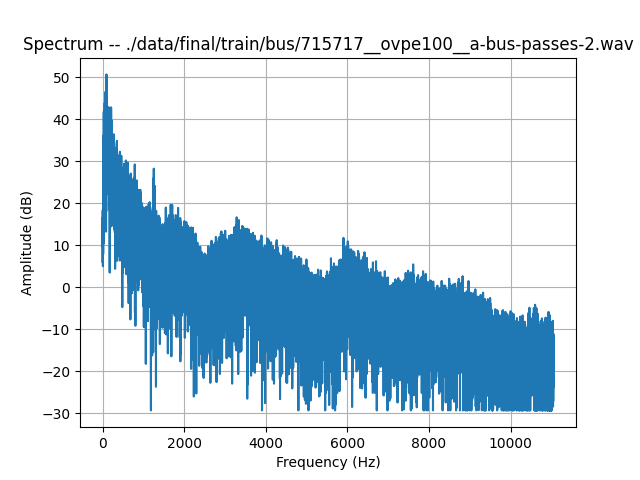 Spectrum -- ./data/final/train/bus/715717__ovpe100__a-bus-passes-2.wav
50
40
30
20
10
0
−10
−20
−30
Amplitude (dB)
0 2000 4000 6000 8000 10000
Frequency (Hz)